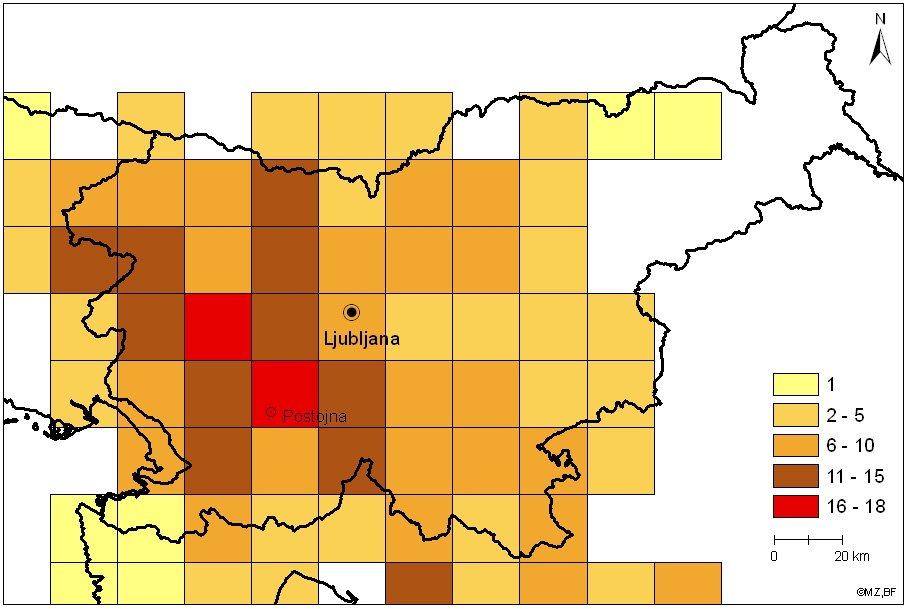 N
Ljubljana
Postojna
1
2 - 5
6 - 10
11 - 15
16 - 18
0 20 km
©MZ,BF